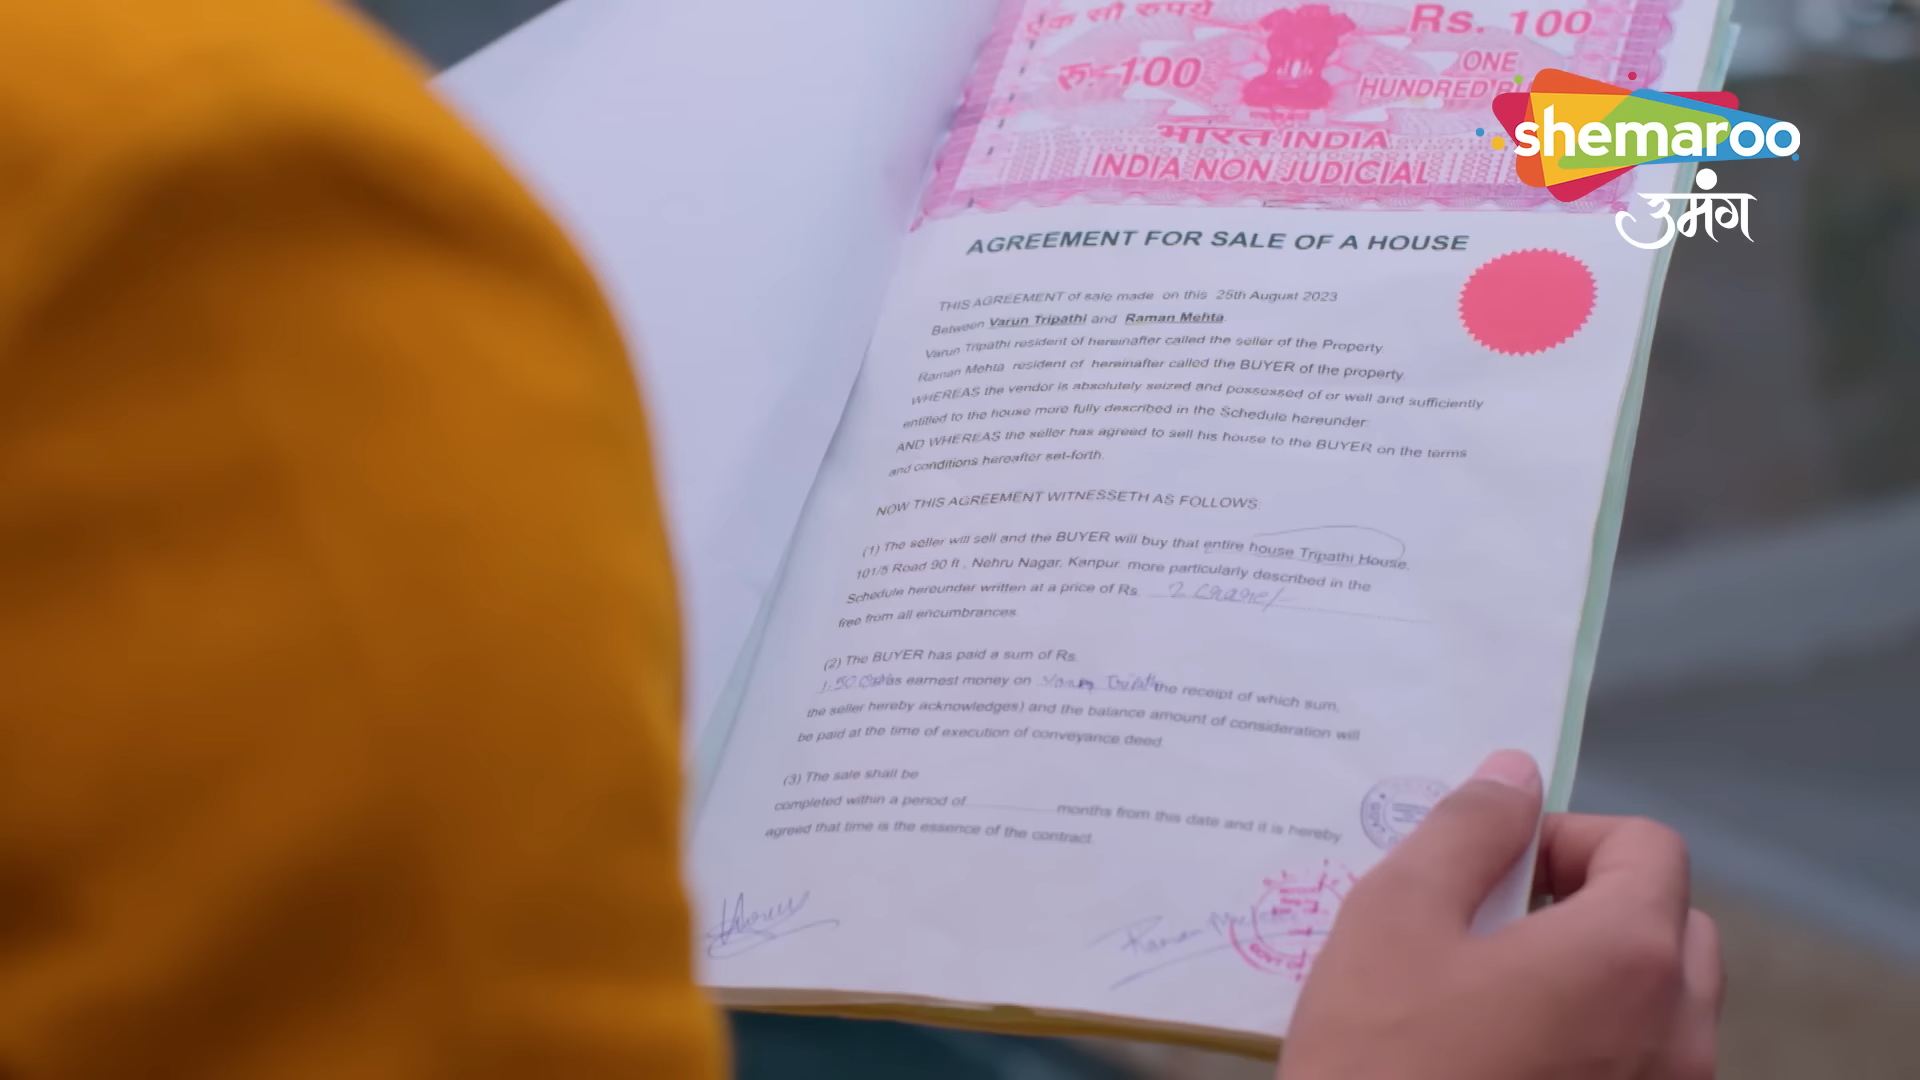 एक सौ रुपये
Rs. 100
रु.100
ONE
HUNDRED
भारत INDIA
INDIA NON JUDICIAL
shemaroo
उमंग
AGREEMENT FOR SALE OF A HOUSE
THIS AGREEMENT of sale made on this 25th August 2023
Between Varun Tripathi and Raman Mehta.
Varun Tripathi resident of hereinafter called the seller of the Property
Raman Mehta resident of hereinafter called the BUYER of the property.
WHEREAS the vendor is absolutely seized and possessed of or well and sufficiently
entitled to the house more fully described in the Schedule hereunder:
AND WHEREAS the seller has agreed to sell his house to the BUYER on the terms
and conditions hereafter set-forth.
NOW THIS AGREEMENT WITNESSETH AS FOLLOWS
(1) The seller will sell and the BUYER will buy that entire house Tripathi House,
101/5 Road 90 ft , Nehru Nagar, Kanpur, more particularly described in the
Schedule hereunder written at a price of Rs. 2
free from all encumbrances.
(2) The BUYER has paid a sum of Rs.
as earnest money on the receipt of which sum,
the seller hereby acknowledges) and the balance amount of consideration will
be paid at the time of execution of conveyance deed.
(3) The sale shall be
completed within a period of months from this date and it is hereby
agreed that time is the essence of the contract.
Raman